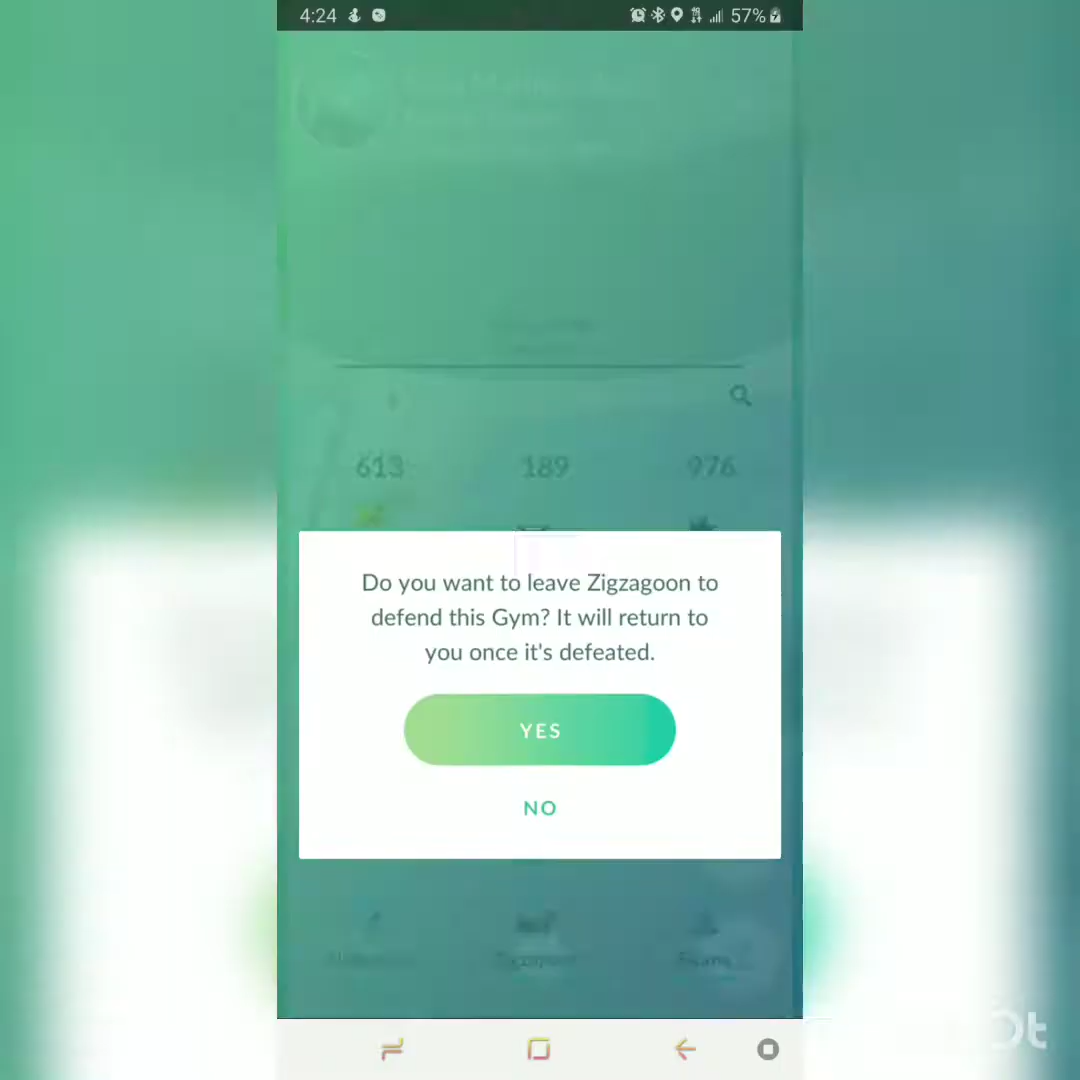 4:24
57%
613 189 976
Do you want to leave Zigzagoon to
defend this Gym? It will return to
you once it's defeated.
YES
NO